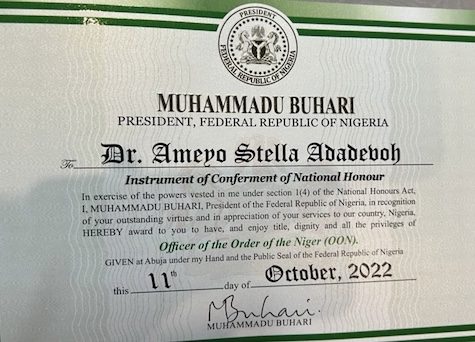 PRESIDENT
FEDERAL REPUBLIC OF NIGERIA
MUHAMMADU BUHARI
PRESIDENT, FEDERAL REPUBLIC OF NIGERIA
To Dr. Ameyo Stella Adadevoh
Instrument of Conferment of National Honour
In exercise of the powers vested in me under section 1(4) of the National Honours Act,
I, MUHAMMADU BUHARI, President of the Federal Republic of Nigeria, in recognition
of your outstanding virtues and in appreciation of your services to our country, Nigeria,
HEREBY award to you to have, and enjoy title, dignity and all the privileges of
Officer of the Order of the Niger (OON).
GIVEN at Abuja under my Hand and the Public Seal of the Federal Republic of Nigeria
this 11th day of October, 2022
MBuhari.
MUHAMMADU BUHARI